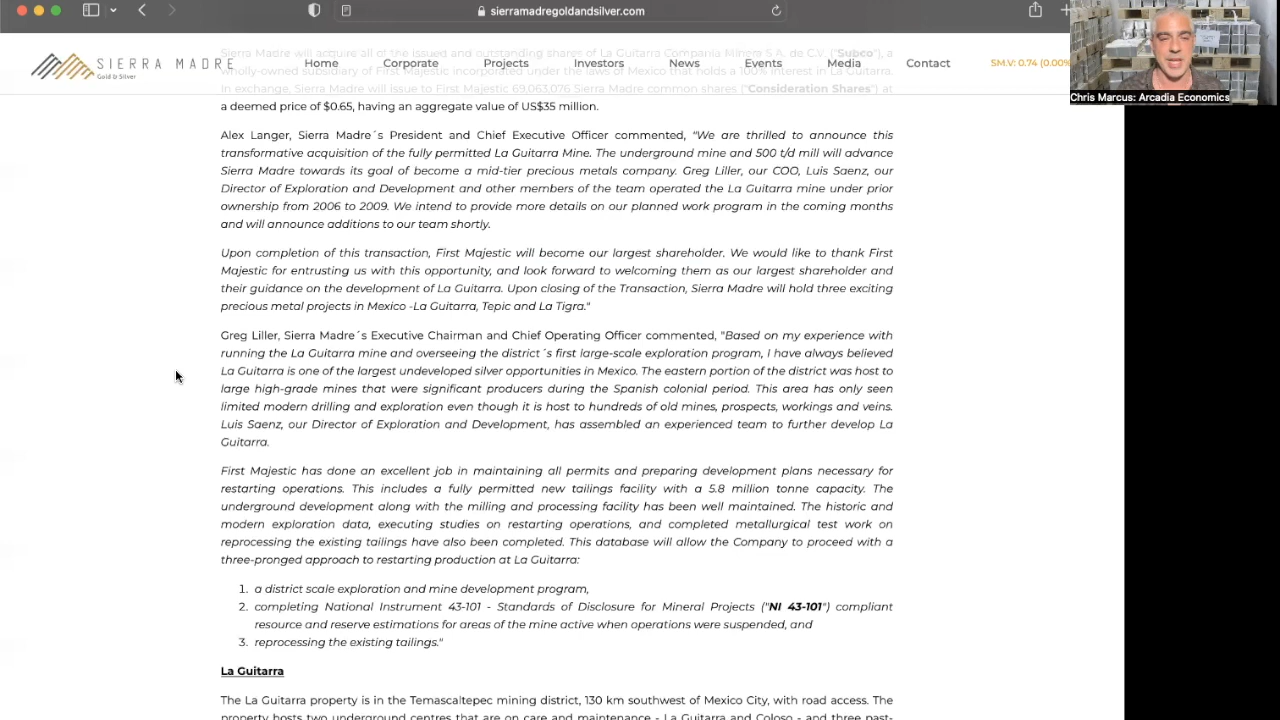 sierramadregoldandsilver.com
SIERRA MADRE
Gold & Silver
Home
Corporate
Projects
Investors
News
Events
Media
Contact
SM.V: 0.74 (0.00%
Chris Marcus: Arcadia Economics
Sierra Madre will acquire all of the issued and outstanding shares of La Guitarra Compania Minera S.A. de C.V. ("Subco"), a
wholly-owned subsidiary of First Majestic incorporated under the laws of Mexico that holds a 100% interest in La Guitarra.
In exchange, Sierra Madre will issue to First Majestic 69,063,076 Sierra Madre common shares ("Consideration Shares") at
a deemed price of $0.65, having an aggregate value of US$35 million.
Alex Langer, Sierra Madre´s President and Chief Executive Officer commented, "We are thrilled to announce this
transformative acquisition of the fully permitted La Guitarra Mine. The underground mine and 500 t/d mill will advance
Sierra Madre towards its goal of become a mid-tier precious metals company. Greg Liller, our COO, Luis Saenz, our
Director of Exploration and Development and other members of the team operated the La Guitarra mine under prior
ownership from 2006 to 2009. We intend to provide more details on our planned work program in the coming months
and will announce additions to our team shortly.
Upon completion of this transaction, First Majestic will become our largest shareholder. We would like to thank First
Majestic for entrusting us with this opportunity, and look forward to welcoming them as our largest shareholder and
their guidance on the development of La Guitarra. Upon closing of the Transaction, Sierra Madre will hold three exciting
precious metal projects in Mexico -La Guitarra, Tepic and La Tigra."
Greg Liller, Sierra Madre´s Executive Chairman and Chief Operating Officer commented, "Based on my experience with
running the La Guitarra mine and overseeing the district´s first large-scale exploration program, I have always believed
La Guitarra is one of the largest undeveloped silver opportunities in Mexico. The eastern portion of the district was host to
large high-grade mines that were significant producers during the Spanish colonial period. This area has only seen
limited modern drilling and exploration even though it is host to hundreds of old mines, prospects, workings and veins.
Luis Saenz, our Director of Exploration and Development, has assembled an experienced team to further develop La
Guitarra.
First Majestic has done an excellent job in maintaining all permits and preparing development plans necessary for
restarting operations. This includes a fully permitted new tailings facility with a 5.8 million tonne capacity. The
underground development along with the milling and processing facility has been well maintained. The historic and
modern exploration data, executing studies on restarting operations, and completed metallurgical test work on
reprocessing the existing tailings have also been completed. This database will allow the Company to proceed with a
three-pronged approach to restarting production at La Guitarra:
1. a district scale exploration and mine development program,
2. completing National Instrument 43-101 - Standards of Disclosure for Mineral Projects ("NI 43-101") compliant
resource and reserve estimations for areas of the mine active when operations were suspended, and
3. reprocessing the existing tailings."
La Guitarra
The La Guitarra property is in the Temascaltepec mining district, 130 km southwest of Mexico City, with road access. The
property hosts two underground centres that are on care and maintenance - La Guitarra and Coloso - and three past-